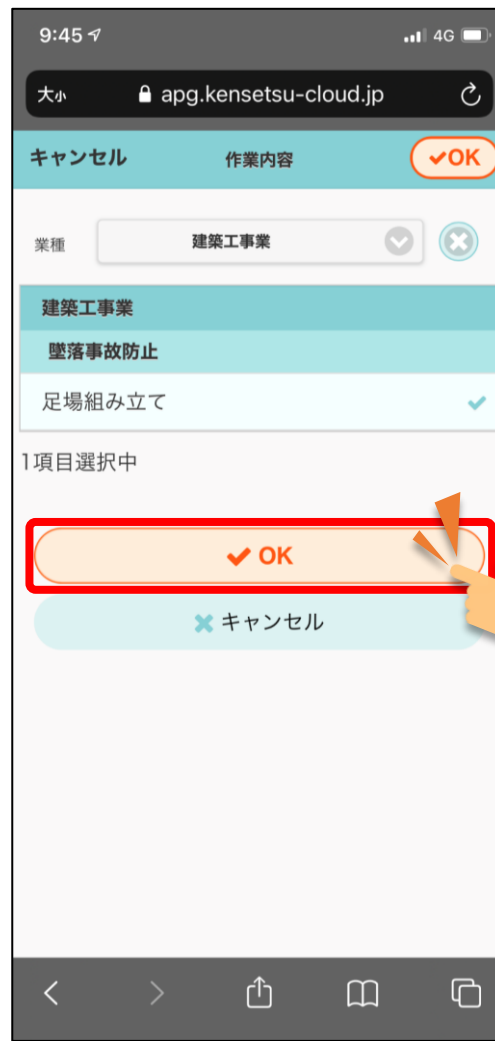 9:45 4G
大小 apg.kensetsu-cloud.jp
キャンセル 作業内容 OK
業種 建築工事業
建築工事業
墜落事故防止
足場組み立て
1項目選択中
OK
キャンセル